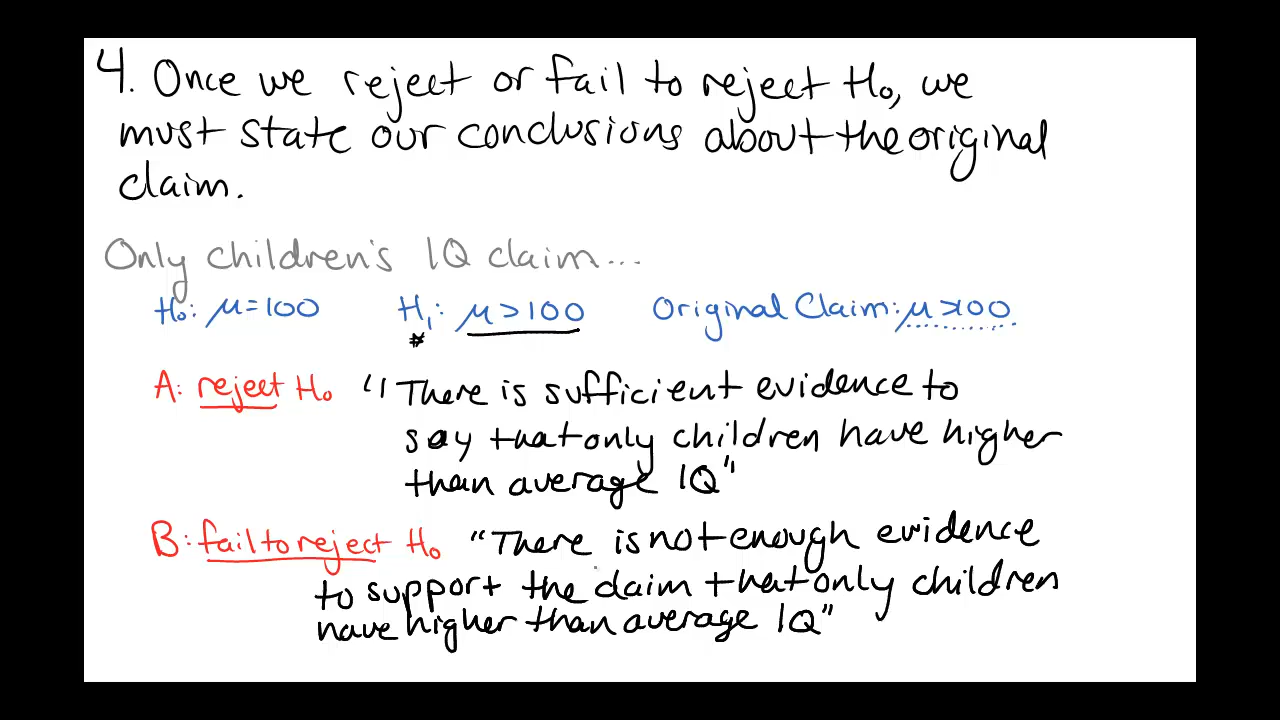 4. Once we reject or fail to reject H₀, we
must state our conclusions about the original
claim.
Only children's IQ claim...
H₀: μ=100 H₁: μ>100 Original Claim: μ>100
*
A: reject H₀ "There is sufficient evidence to
say that only children have higher
than average IQ"
B: fail to reject H₀ "There is not enough evidence
to support the claim that only children
have higher than average IQ"